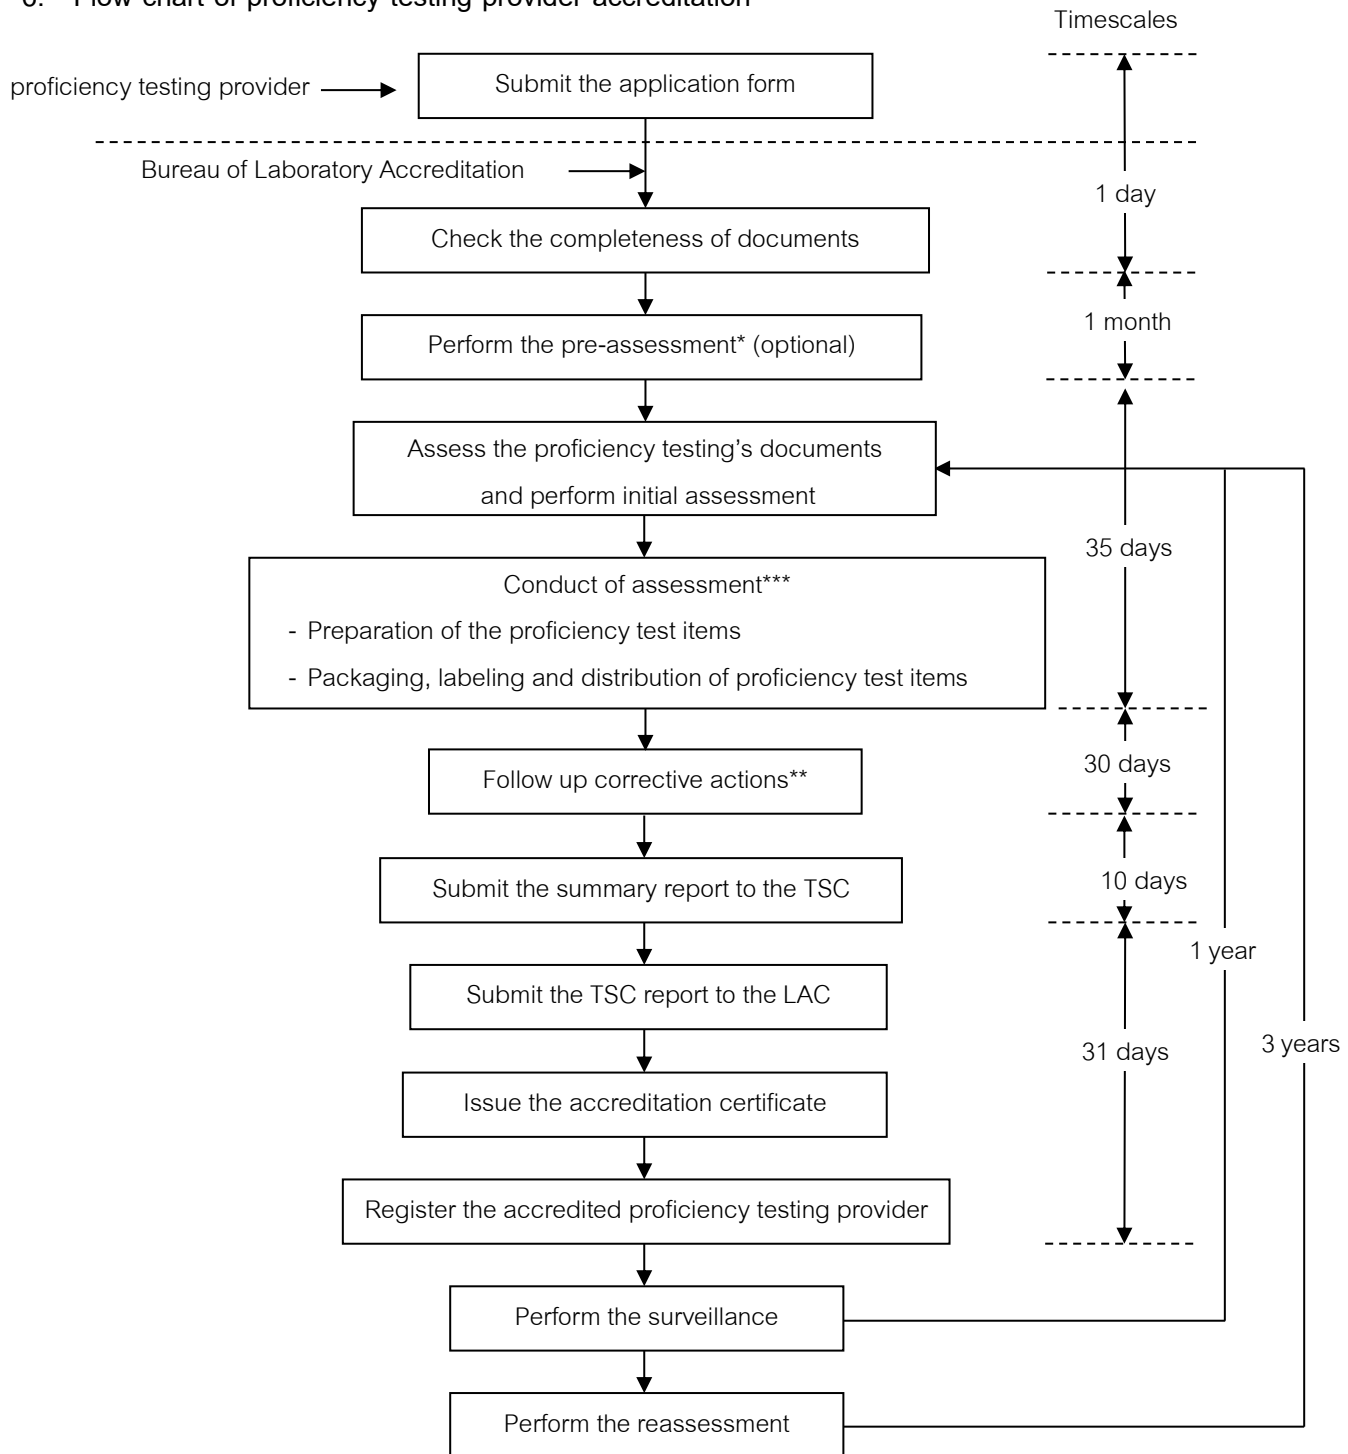 6. Flow chart of proficiency testing provider accreditation
Timescales
proficiency testing provider
Submit the application form
Bureau of Laboratory Accreditation
1 day
Check the completeness of documents
1 month
Perform the pre-assessment* (optional)
Assess the proficiency testing’s documents
and perform initial assessment
35 days
Conduct of assessment***
- Preparation of the proficiency test items
- Packaging, labeling and distribution of proficiency test items
30 days
Follow up corrective actions**
10 days
Submit the summary report to the TSC
1 year
Submit the TSC report to the LAC
3 years
31 days
Issue the accreditation certificate
Register the accredited proficiency testing provider
Perform the surveillance
Perform the reassessment